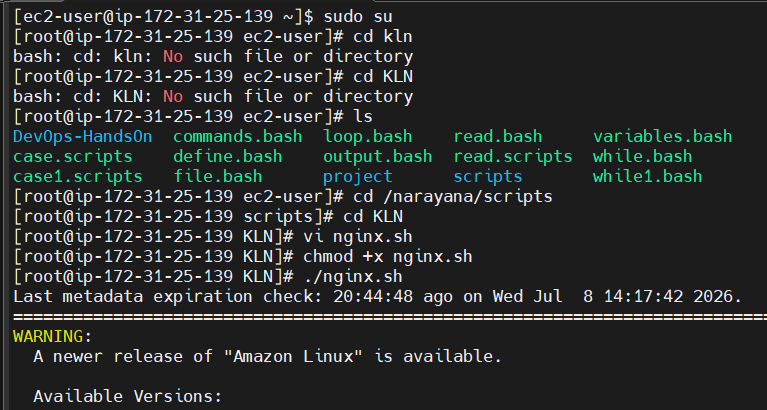 [ec2-user@ip-172-31-25-139 ~]$ sudo su
[root@ip-172-31-25-139 ec2-user]# cd kln
bash: cd: kln: No such file or directory
[root@ip-172-31-25-139 ec2-user]# cd KLN
bash: cd: KLN: No such file or directory
[root@ip-172-31-25-139 ec2-user]# ls
DevOps-HandsOn  commands.bash  loop.bash    read.bash     variables.bash
case.scripts    define.bash    output.bash  read.scripts  while.bash
case1.scripts   file.bash      project      scripts       while1.bash
[root@ip-172-31-25-139 ec2-user]# cd /narayana/scripts
[root@ip-172-31-25-139 scripts]# cd KLN
[root@ip-172-31-25-139 KLN]# vi nginx.sh
[root@ip-172-31-25-139 KLN]# chmod +x nginx.sh
[root@ip-172-31-25-139 KLN]# ./nginx.sh
Last metadata expiration check: 20:44:48 ago on Wed Jul  8 14:17:42 2026.
===========================================================================
WARNING:
  A newer release of "Amazon Linux" is available.

  Available Versions: